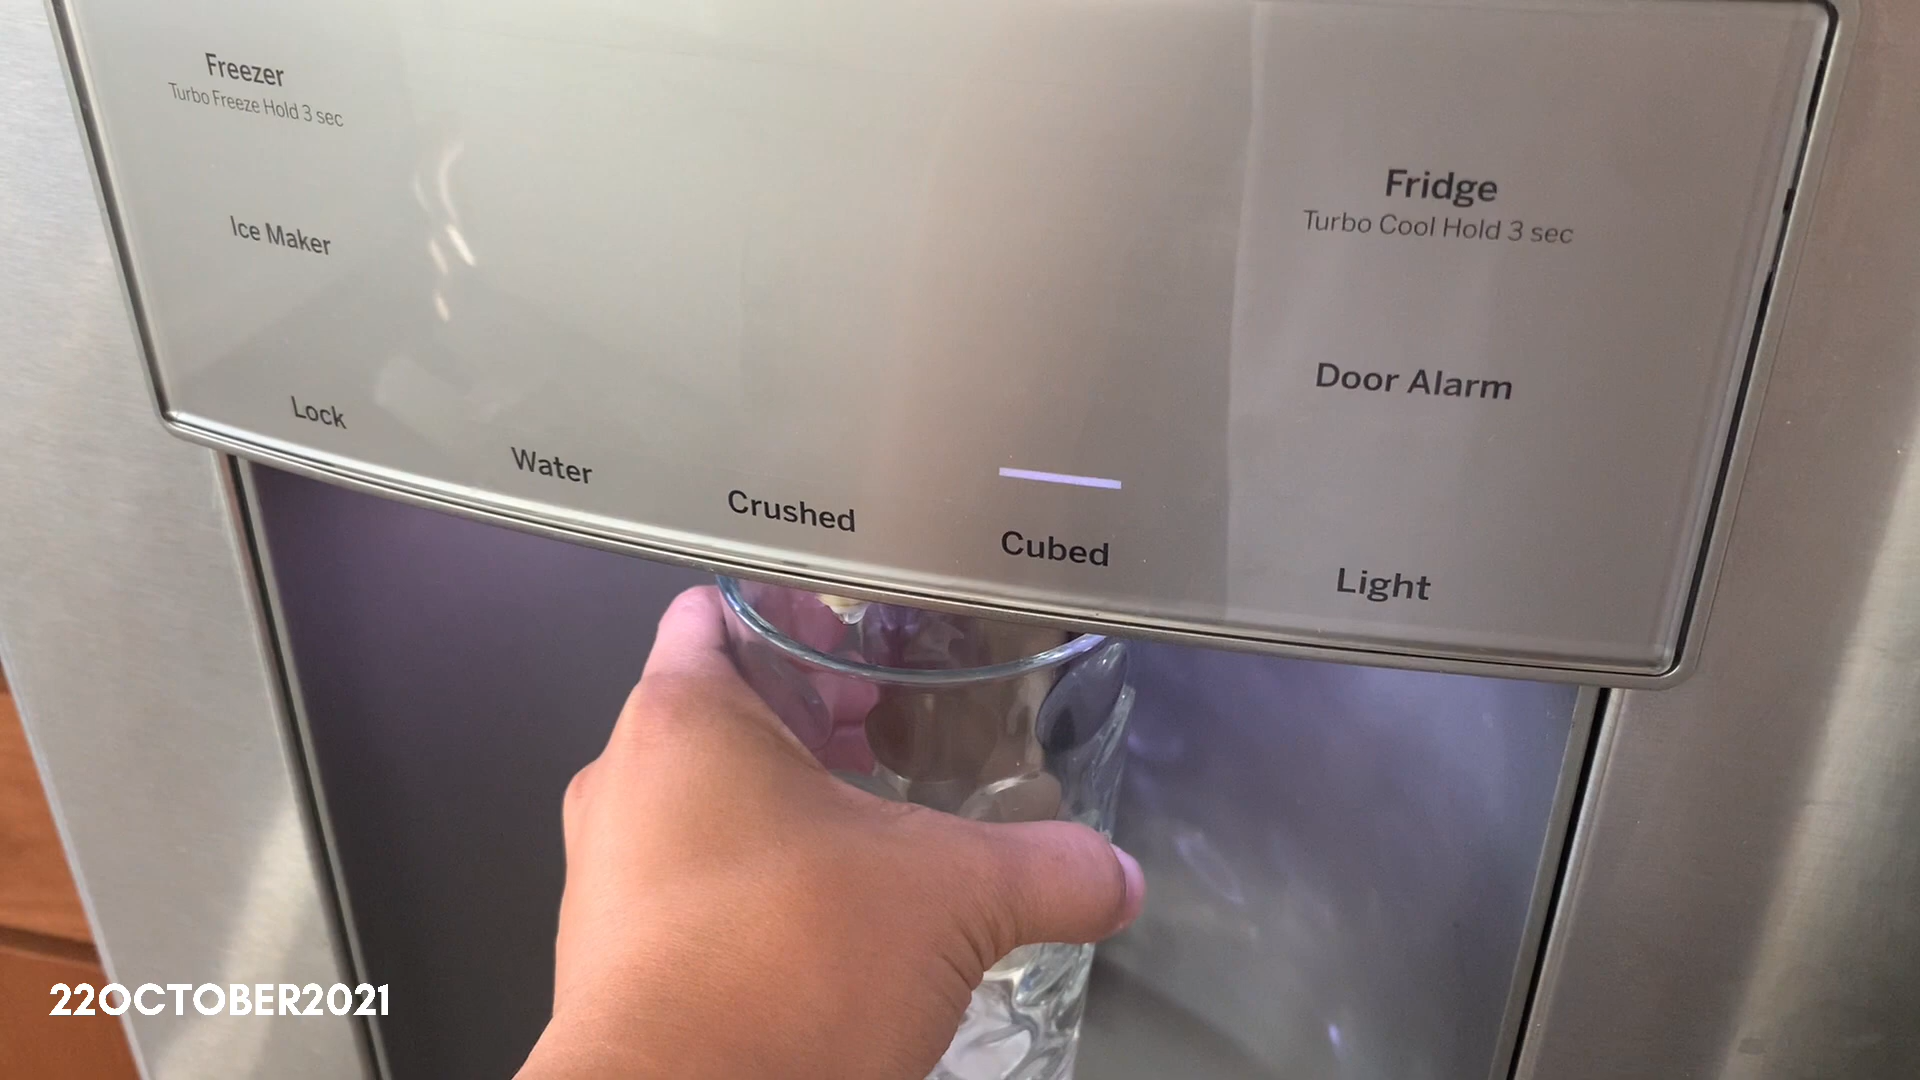 Freezer
Turbo Freeze Hold 3 sec
Ice Maker
Lock
Water
Crushed
Cubed
Fridge
Turbo Cool Hold 3 sec
Door Alarm
Light
22OCTOBER2021